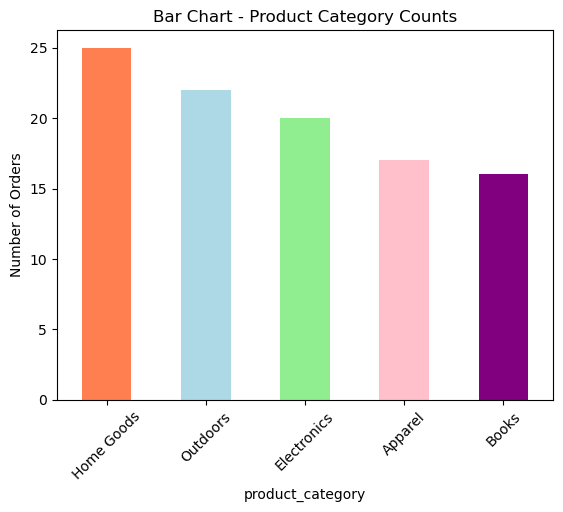 Bar Chart - Product Category Counts
Number of Orders
25
20
15
10
5
0
Home Goods
Outdoors
Electronics
Apparel
Books
product_category